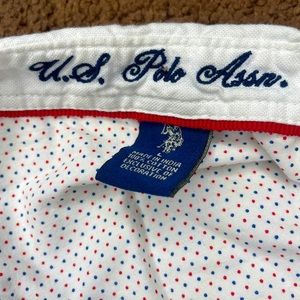 U.S. Polo Assn.
L
MADE IN INDIA
100% COTTON
EXCLUSIVE OF
DECORATION